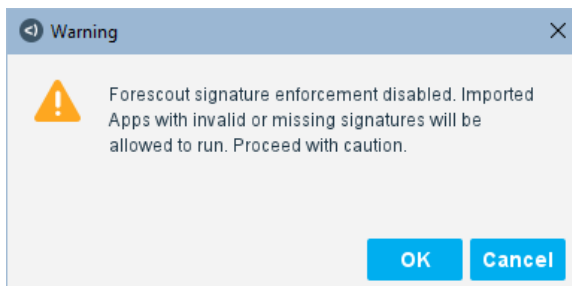 Warning
Forescout signature enforcement disabled. Imported
Apps with invalid or missing signatures will be
allowed to run. Proceed with caution.
OK Cancel